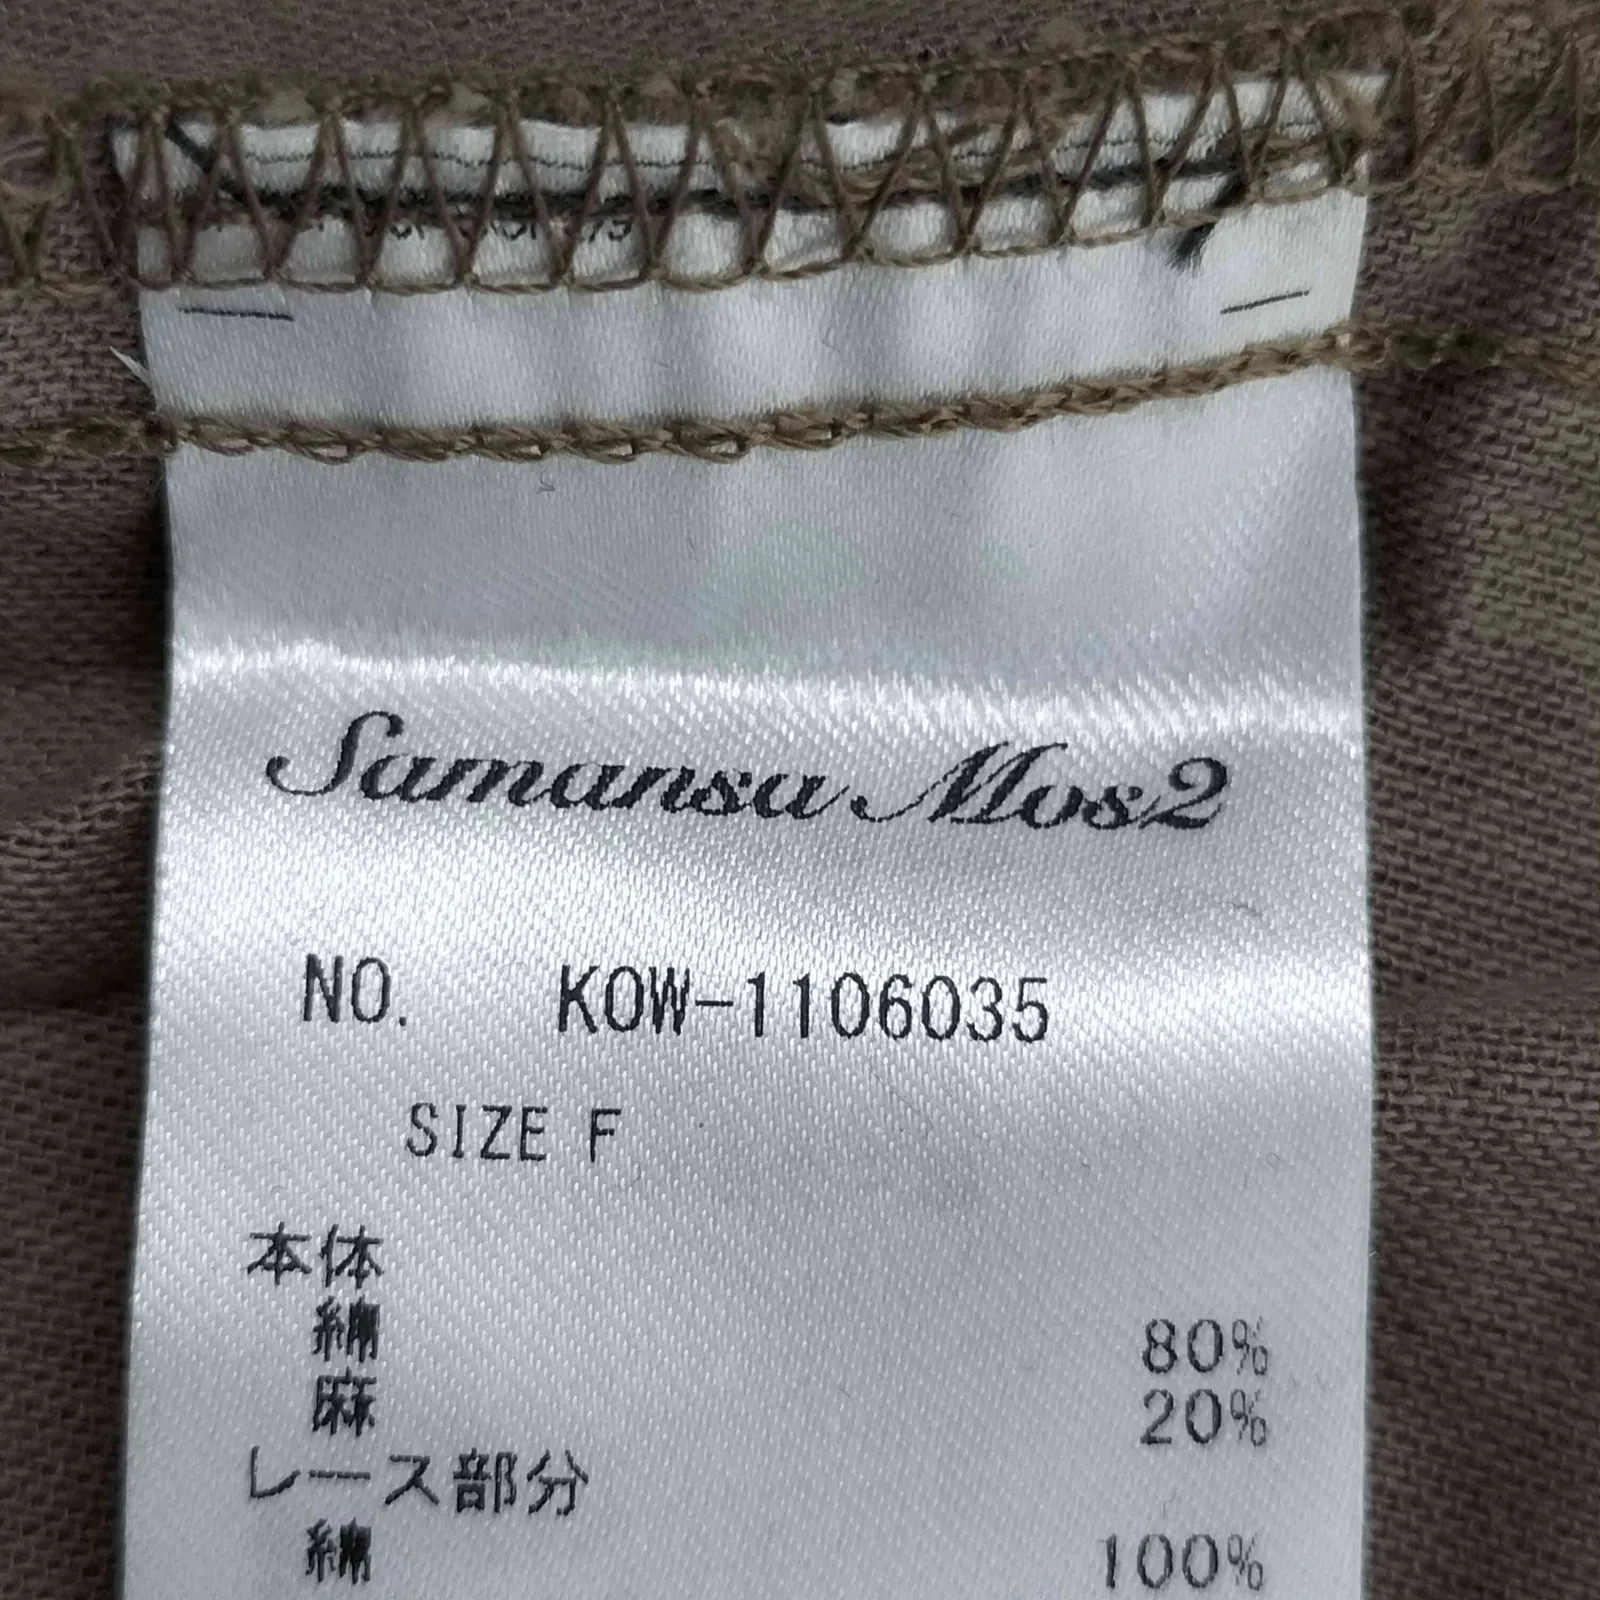 Samansa Mos2
NO. KOW-1106035
SIZE F
本体
綿 80%
麻 20%
レース部分
綿 100%